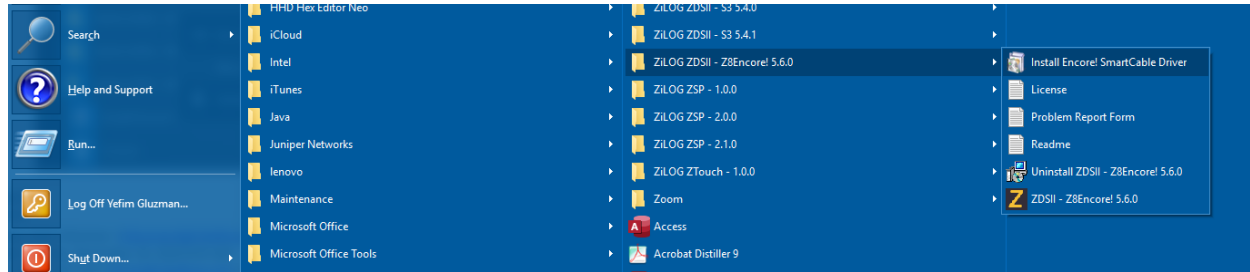 Search
Help and Support
Run...
Log Off Yefim Gluzman...
Shut Down...
HHD Hex Editor Neo
iCloud
Intel
iTunes
Java
Juniper Networks
lenovo
Maintenance
Microsoft Office
Microsoft Office Tools
ZiLOG ZDSII - S3 5.4.0
ZiLOG ZDSII - S3 5.4.1
ZiLOG ZDSII - Z8Encore! 5.6.0
ZiLOG ZSP - 1.0.0
ZiLOG ZSP - 2.0.0
ZiLOG ZSP - 2.1.0
ZiLOG ZTouch - 1.0.0
Zoom
Access
Acrobat Distiller 9
Install Encore! SmartCable Driver
License
Problem Report Form
Readme
Uninstall ZDSII - Z8Encore! 5.6.0
ZDSII - Z8Encore! 5.6.0